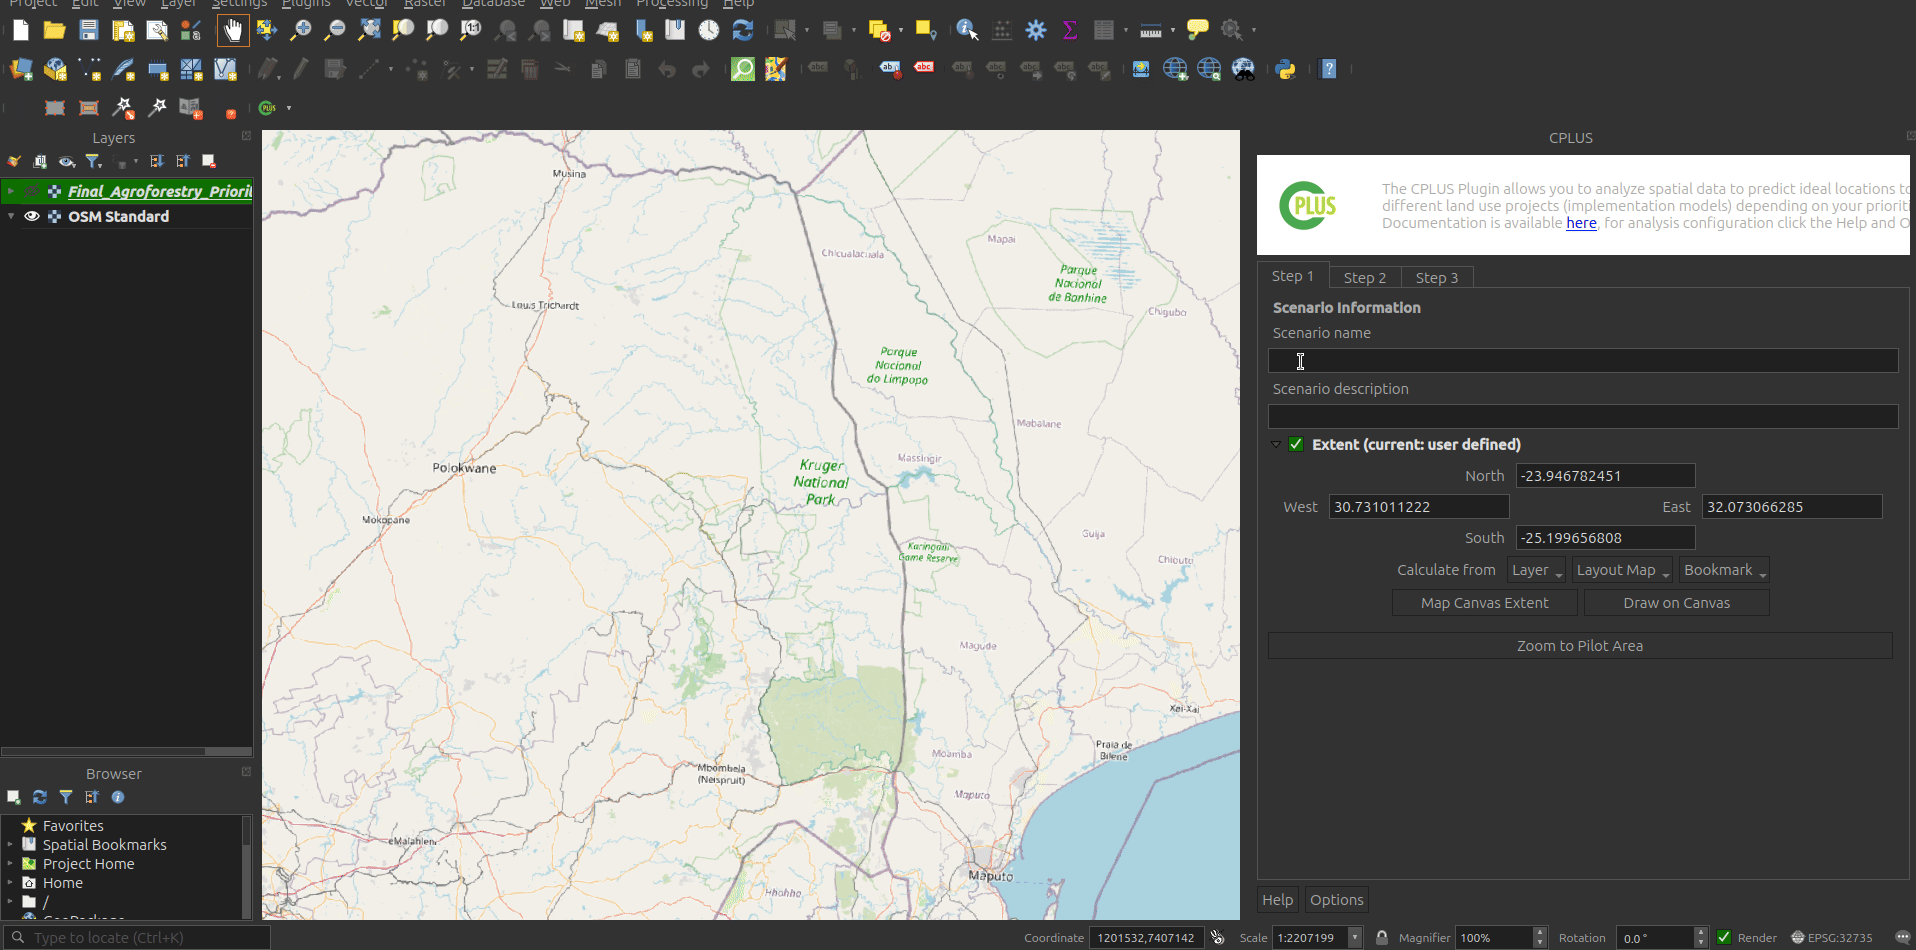 Project Edit View Layer Settings Plugins Vector Raster Database Web Mesh Processing Help
Layers
Final_Agroforestry_Priorit
OSM Standard
Browser
Favorites
Spatial Bookmarks
Project Home
Home
/
GeoPackage
Type to locate (Ctrl+K)
Musina
Mapai
Chicualacuala
Parque
Nacional
de Banhine
Louis Trichardt
Chigubo
Parque
Nacional
do Limpopo
Mabalane
Polokwane
Kruger
National
Park
Massingir
Mokopane
Guija
Karingani
Game Reserve
Chibuto
Magude
Xai-Xai
Praia de
Bilene
Moamba
Mbombela
(Nelspruit)
Maputo
eMalahleni
Maputo
Hhohho
CPLUS
CPLUS
The CPLUS Plugin allows you to analyze spatial data to predict ideal locations to
different land use projects (implementation models) depending on your prioriti
Documentation is available here, for analysis configuration click the Help and O
Step 1 Step 2 Step 3
Scenario Information
Scenario name
Scenario description
Extent (current: user defined)
North -23.946782451
West 30.731011222 East 32.073066285
South -25.199656808
Calculate from Layer Layout Map Bookmark
Map Canvas Extent Draw on Canvas
Zoom to Pilot Area
Help Options
Coordinate 1201532,7407142 Scale 1:2207199 Magnifier 100% Rotation 0.0 ° Render EPSG:32735